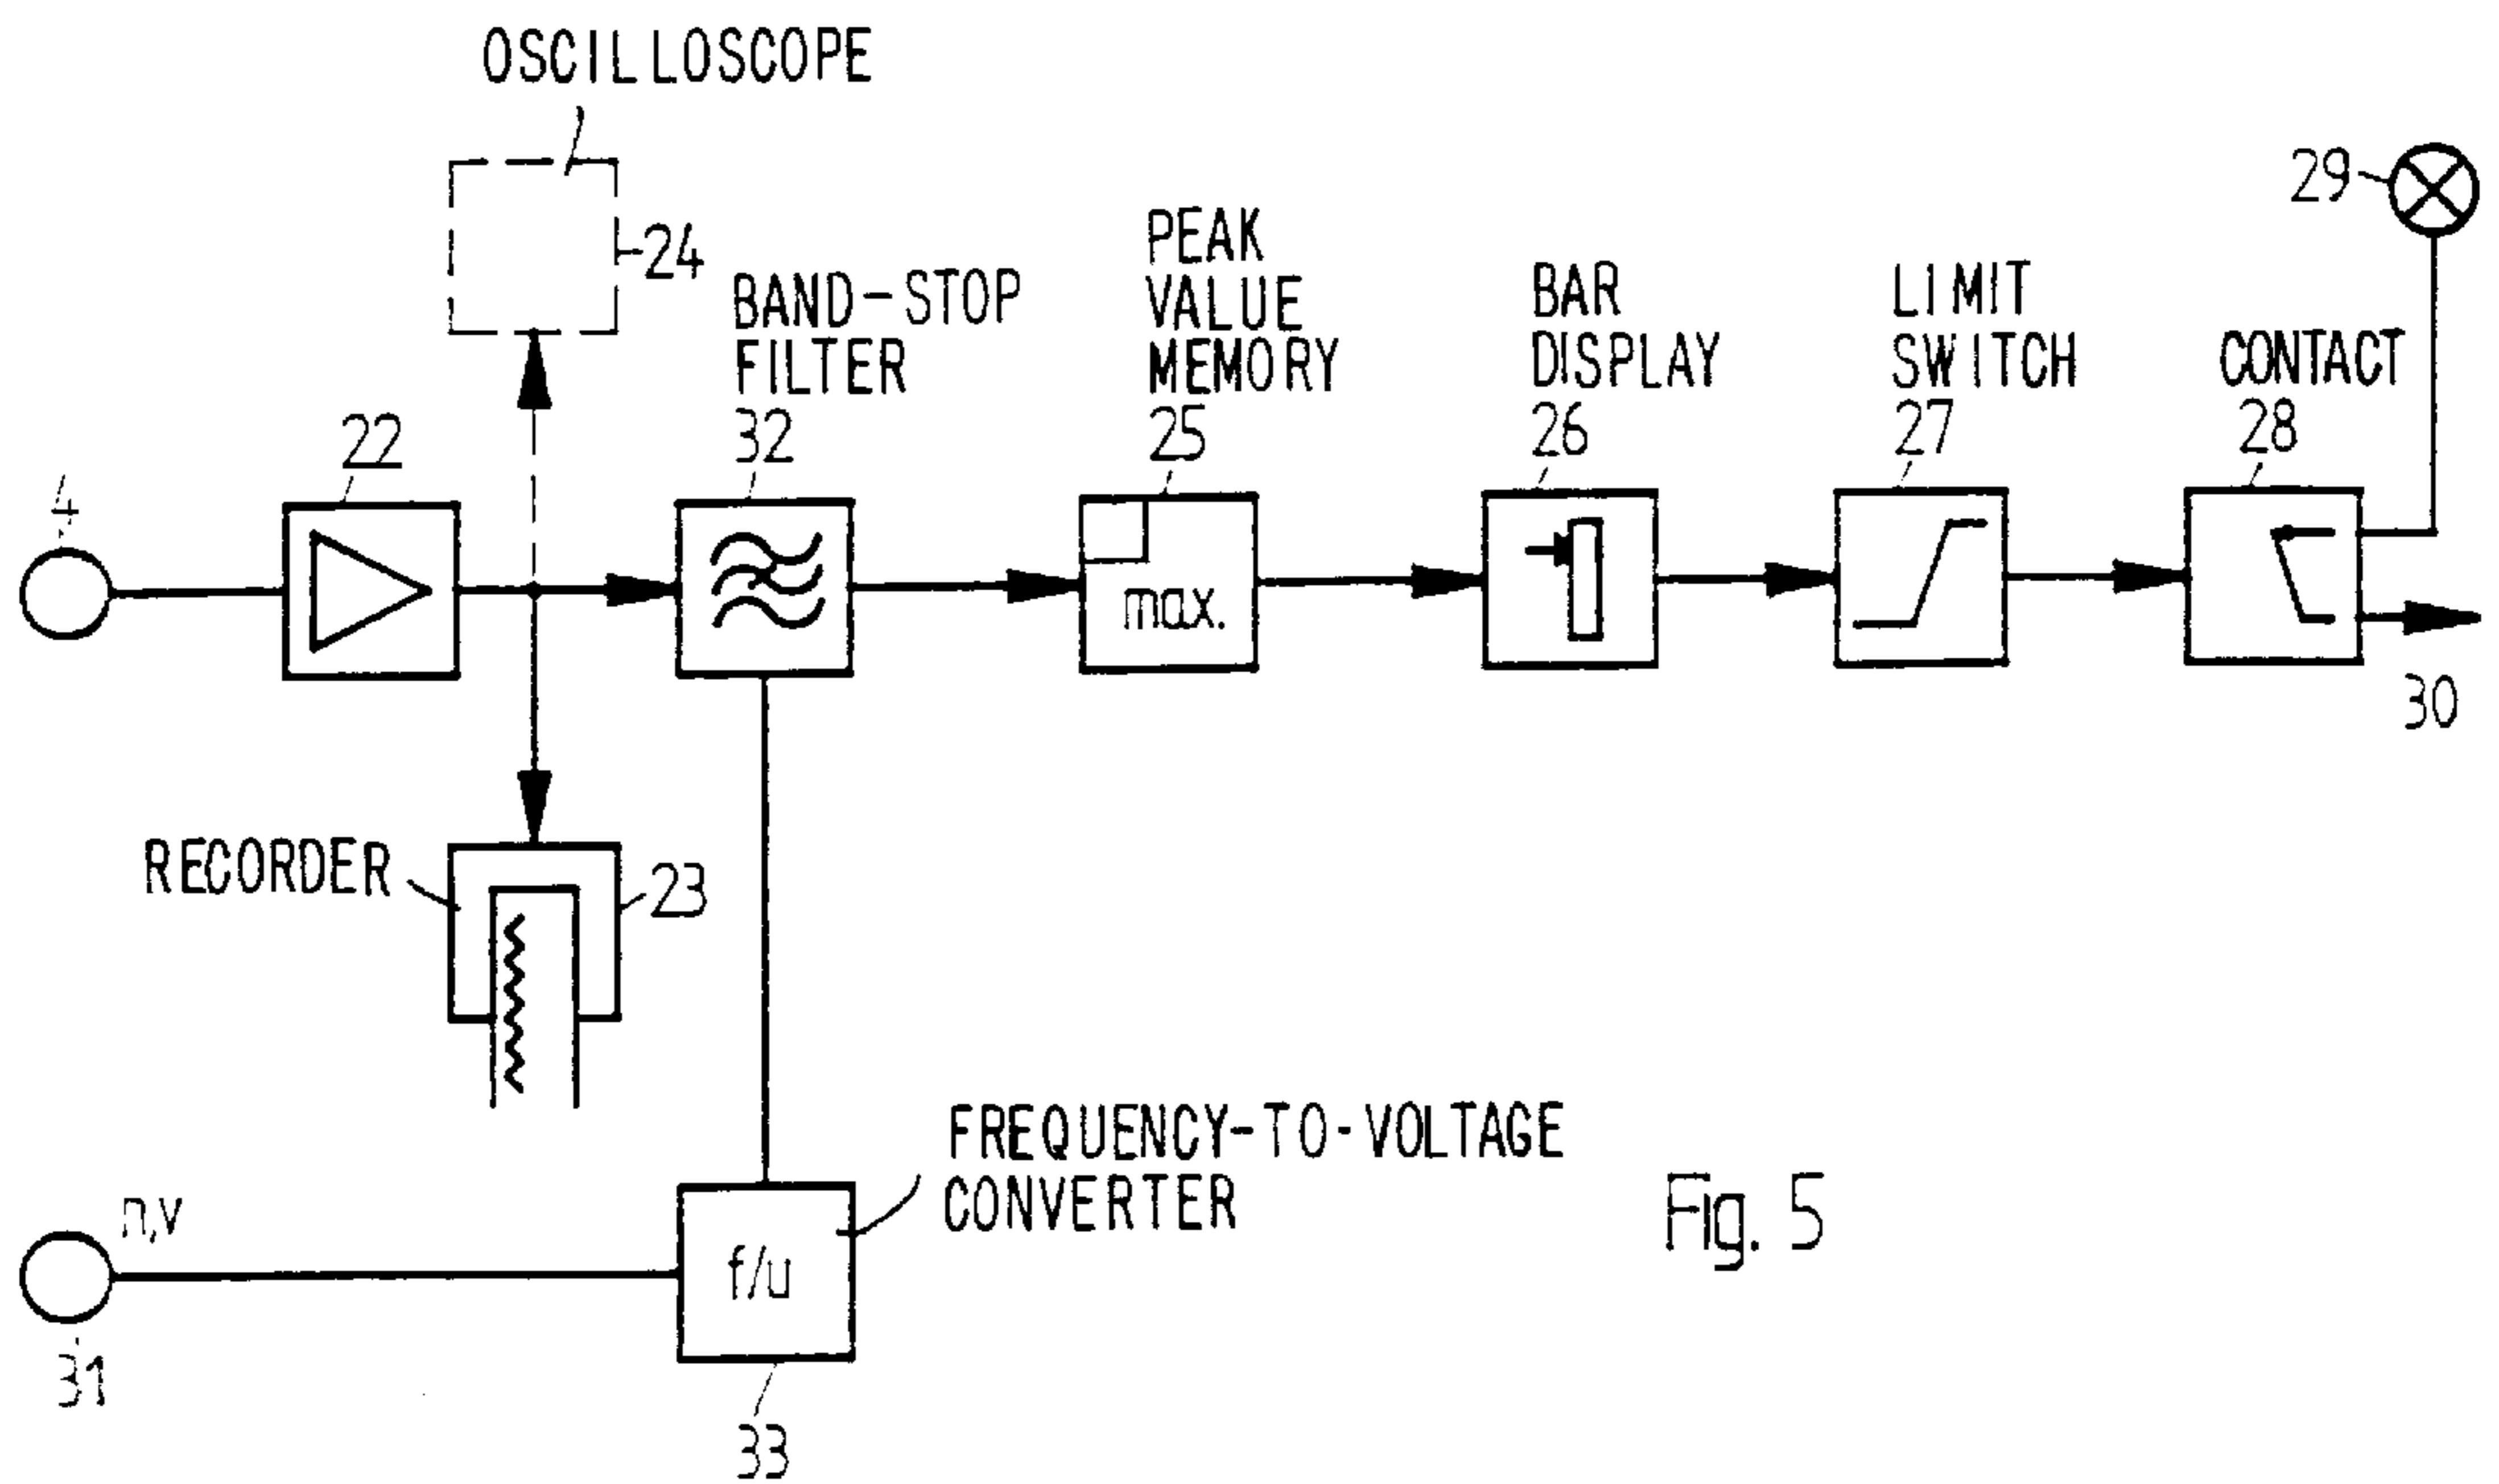 OSCILLOSCOPE
24
29
PEAK
VALUE
MEMORY
25
BAND-STOP
FILTER
32
BAR
DISPLAY
26
LIMIT
SWITCH
27
CONTACT
28
22
4
max.
30
RECORDER
23
FREQUENCY-TO-VOLTAGE
CONVERTER
n,v
f/u
31
33
Fig. 5